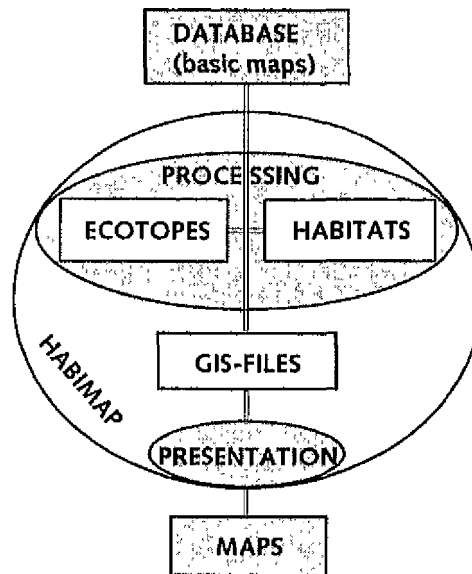 DATABASE
(basic maps)
PROCESSING
ECOTOPES
HABITATS
GIS-FILES
HABIMAP
PRESENTATION
MAPS